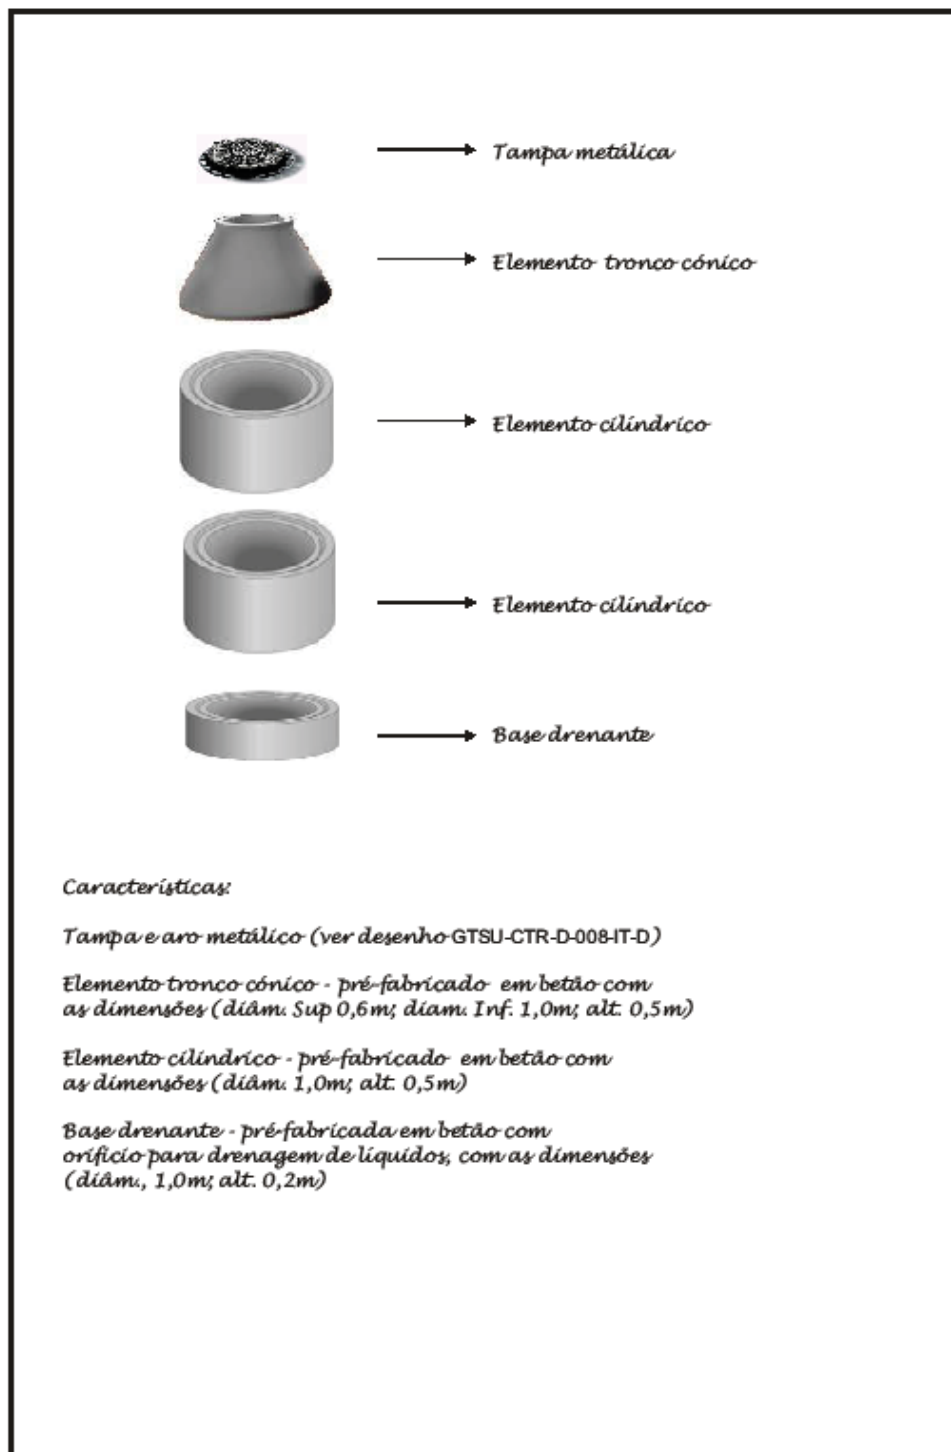 Tampa metálica
Elemento tronco cónico
Elemento cilíndrico
Elemento cilíndrico
Base drenante
Características:
Tampa e aro metálico (ver desenho GTSU-CTR-D-008-IT-D)
Elemento tronco cónico - pré-fabricado em betão com
as dimensões (diâm. Sup 0,6m; diam. Inf. 1,0m; alt. 0,5m)
Elemento cilíndrico - pré-fabricado em betão com
as dimensões (diâm. 1,0m; alt. 0,5m)
Base drenante - pré-fabricada em betão com
orifício para drenagem de líquidos, com as dimensões
(diâm., 1,0m; alt. 0,2m)